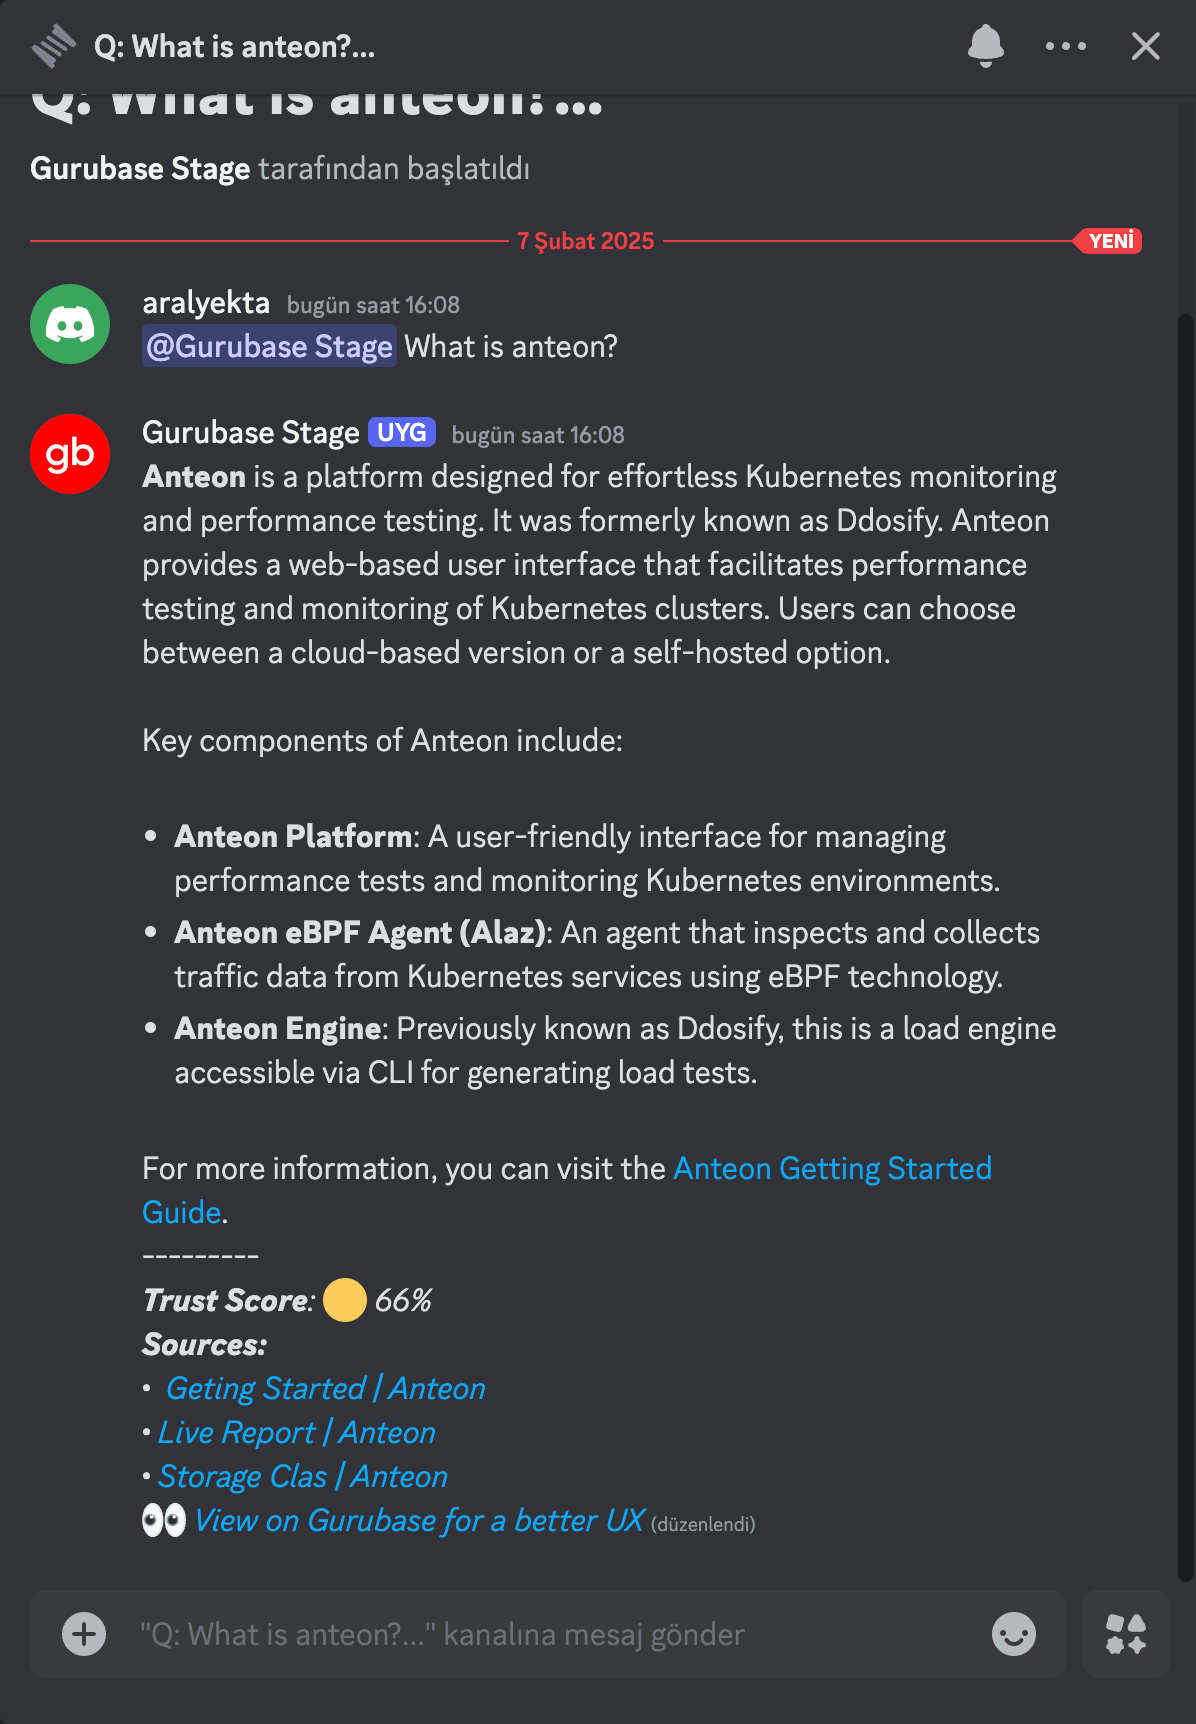 Q: What is anteon?...
Q: What is anteon?...
Gurubase Stage tarafından başlatıldı
7 Şubat 2025 YENİ
aralyekta bugün saat 16:08
@Gurubase Stage What is anteon?
gb
Gurubase Stage UYG bugün saat 16:08
Anteon is a platform designed for effortless Kubernetes monitoring
and performance testing. It was formerly known as Ddosify. Anteon
provides a web-based user interface that facilitates performance
testing and monitoring of Kubernetes clusters. Users can choose
between a cloud-based version or a self-hosted option.
Key components of Anteon include:
• Anteon Platform: A user-friendly interface for managing
performance tests and monitoring Kubernetes environments.
• Anteon eBPF Agent (Alaz): An agent that inspects and collects
traffic data from Kubernetes services using eBPF technology.
• Anteon Engine: Previously known as Ddosify, this is a load engine
accessible via CLI for generating load tests.
For more information, you can visit the Anteon Getting Started
Guide.
---------
Trust Score: 🟡 66%
Sources:
• Geting Started | Anteon
• Live Report | Anteon
• Storage Clas | Anteon
👀 View on Gurubase for a better UX (düzenlendi)
"Q: What is anteon?..." kanalına mesaj gönder